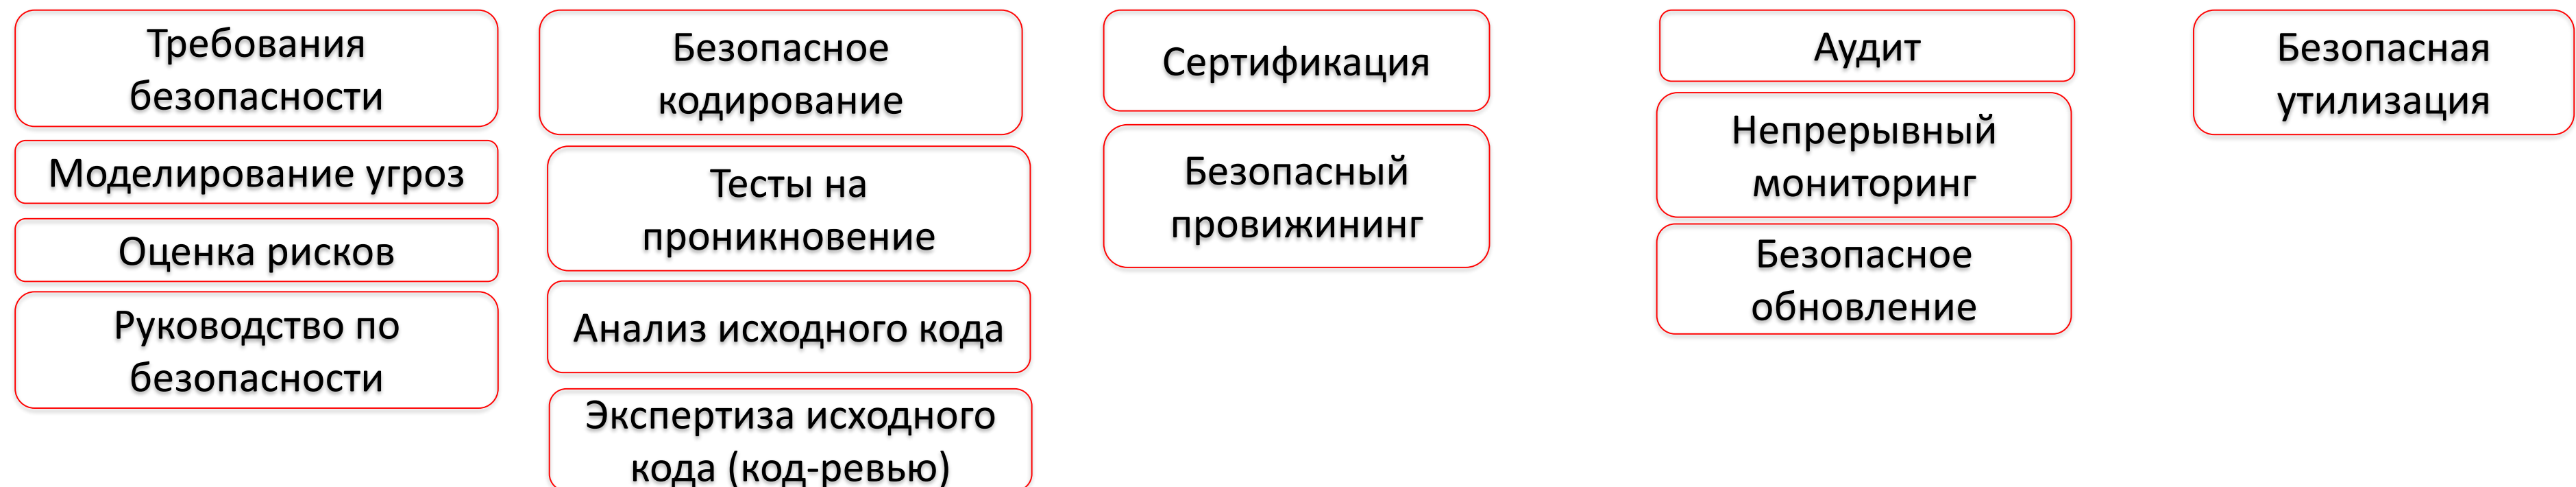 Требования
безопасности
Моделирование угроз
Оценка рисков
Руководство по
безопасности
Безопасное
кодирование
Тесты на
проникновение
Анализ исходного кода
Экспертиза исходного
кода (код-ревью)
Сертификация
Безопасный
провижининг
Аудит
Непрерывный
мониторинг
Безопасное
обновление
Безопасная
утилизация